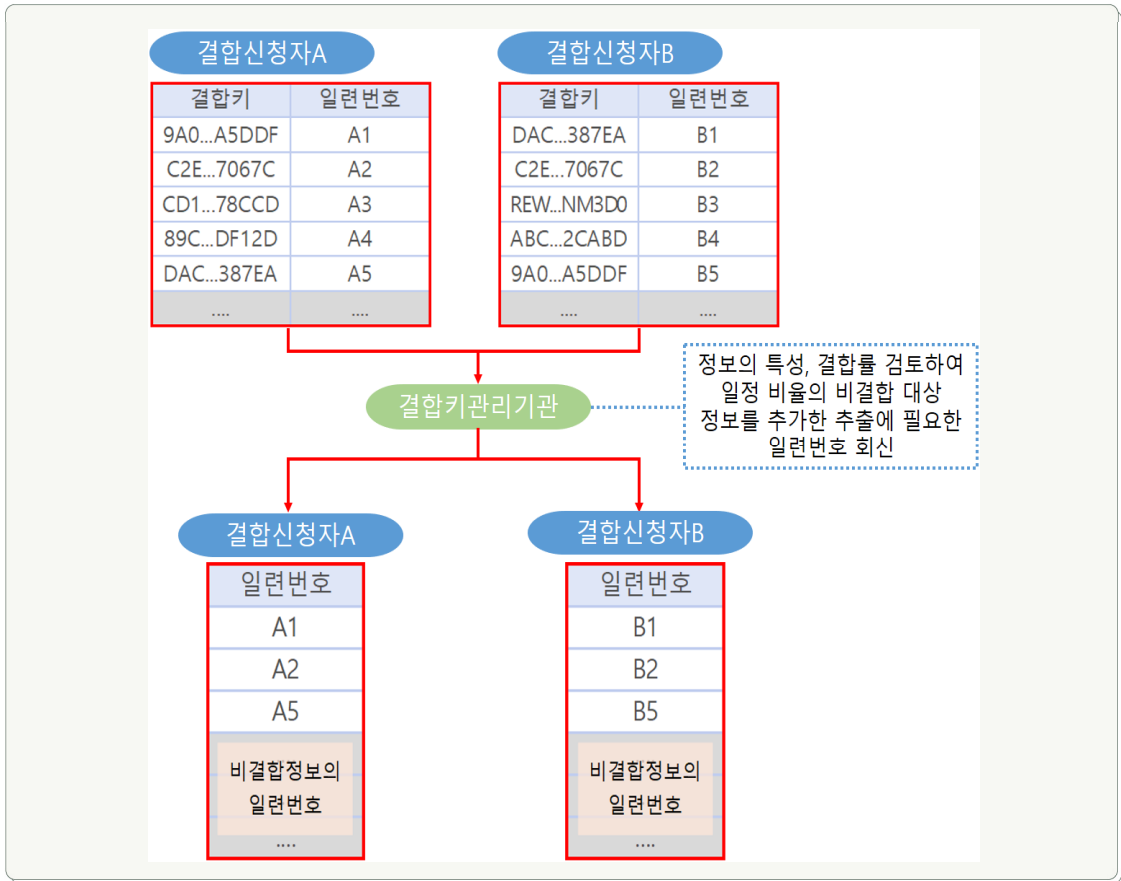 결합신청자A
결합키 일련번호
9A0...A5DDF A1
C2E...7067C A2
CD1...78CCD A3
89C...DF12D A4
DAC...387EA A5
.... ....
결합신청자B
결합키 일련번호
DAC...387EA B1
C2E...7067C B2
REW...NM3D0 B3
ABC...2CABD B4
9A0...A5DDF B5
.... ....
결합키관리기관
정보의 특성, 결합률 검토하여
일정 비율의 비결합 대상
정보를 추가한 추출에 필요한
일련번호 회신
결합신청자A
일련번호
A1
A2
A5
비결합정보의
일련번호
....
결합신청자B
일련번호
B1
B2
B5
비결합정보의
일련번호
....